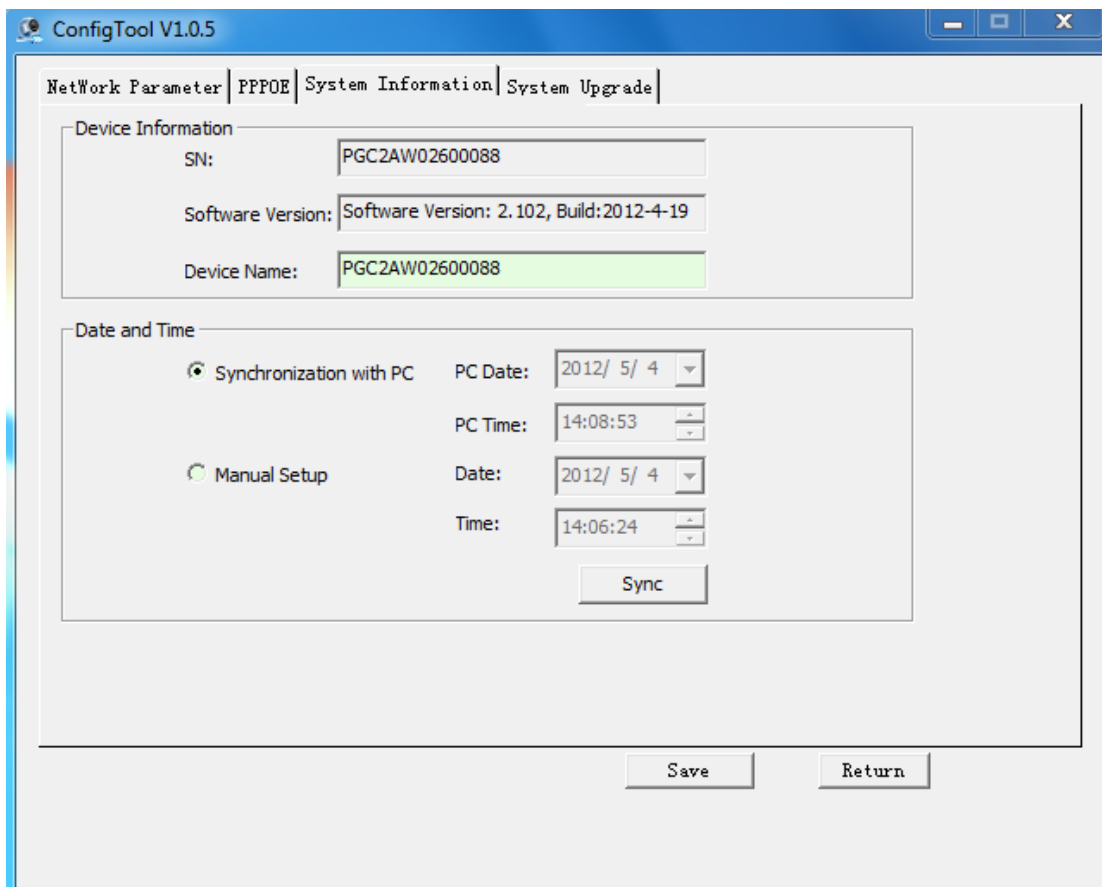 ConfigTool V1.0.5
NetWork Parameter PPPOE System Information System Upgrade
Device Information
SN: PGC2AW02600088
Software Version: Software Version: 2.102, Build:2012-4-19
Device Name: PGC2AW02600088
Date and Time
Synchronization with PC PC Date: 2012/ 5/ 4
PC Time: 14:08:53
Manual Setup Date: 2012/ 5/ 4
Time: 14:06:24
Sync
Save Return